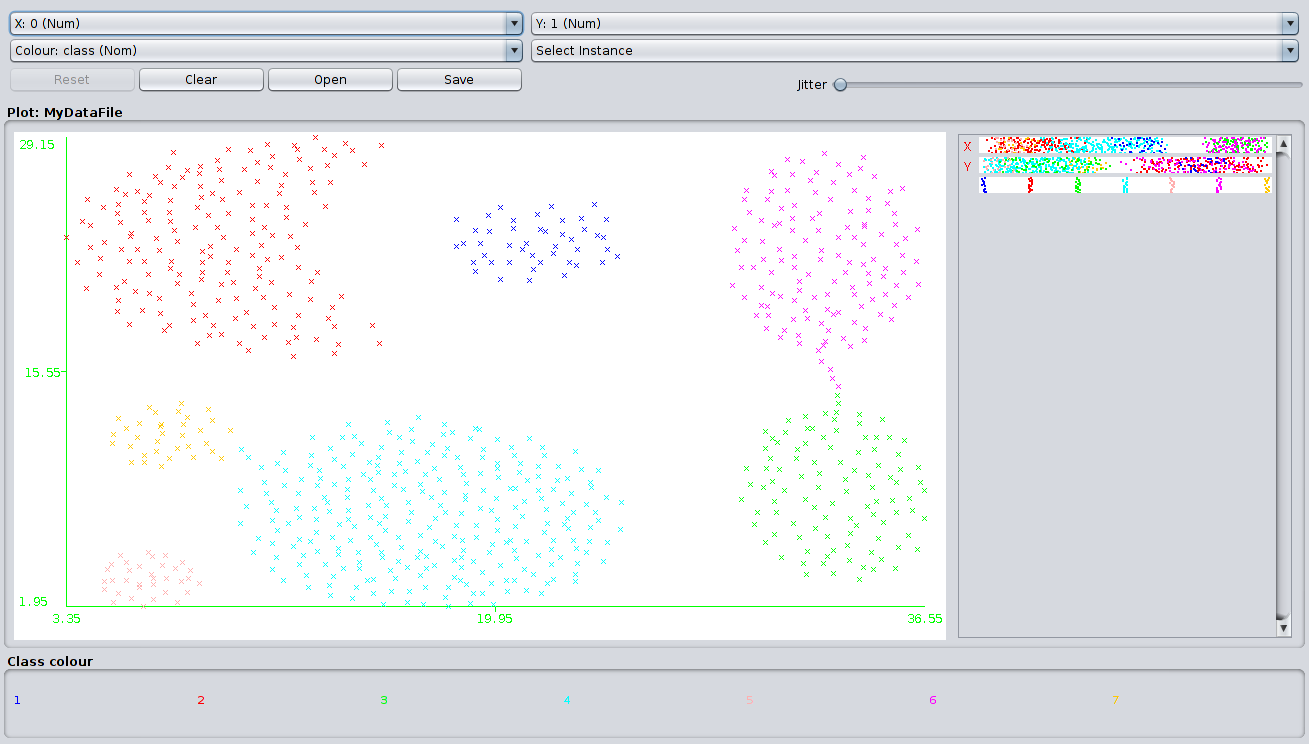 X: 0 (Num) Y: 1 (Num)
Colour: class (Nom) Select Instance
Reset Clear Open Save Jitter
Plot: MyDataFile
29.15
15.55
1.95
3.35 19.95 36.55
X
Y
Class colour
1 2 3 4 5 6 7